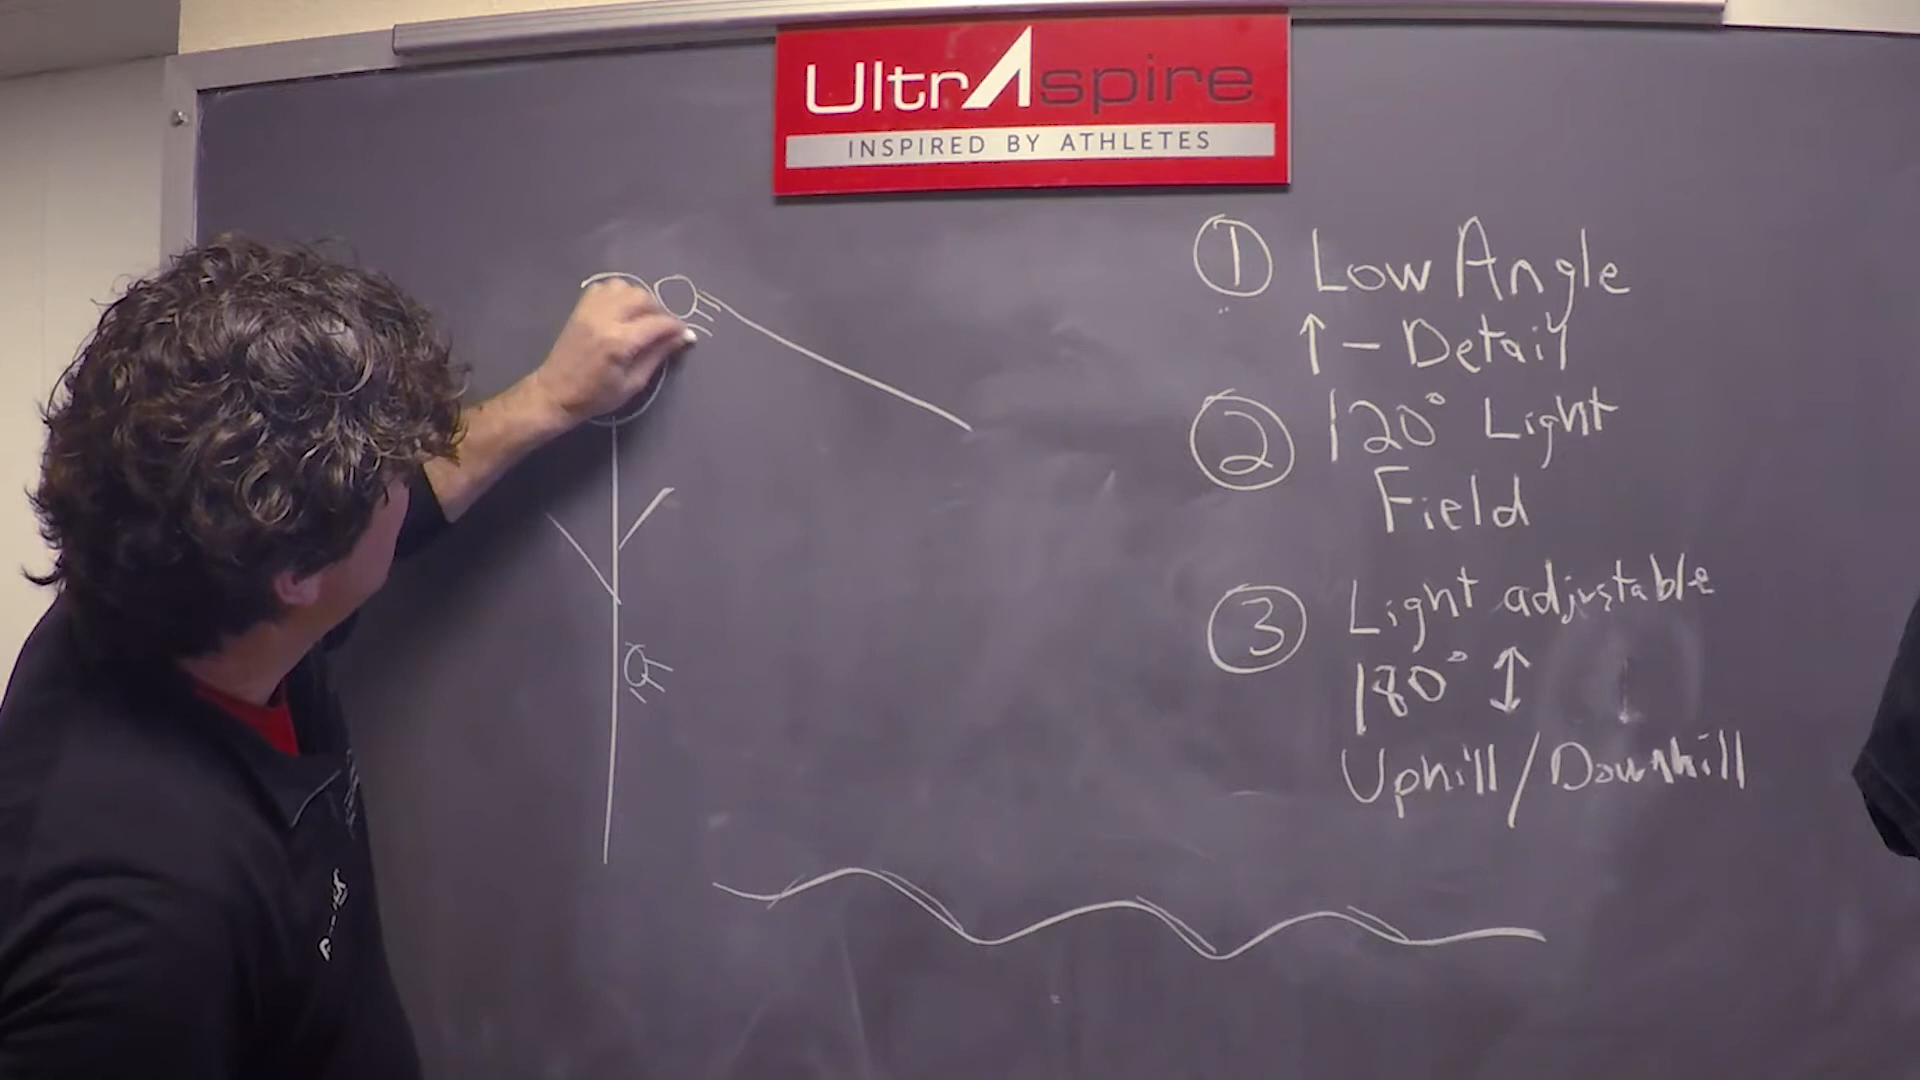 UltrAspire
INSPIRED BY ATHLETES
① Low Angle
↑ - Detail
② 120° Light
Field
③ Light adjustable
180° ↕
Uphill / Downhill